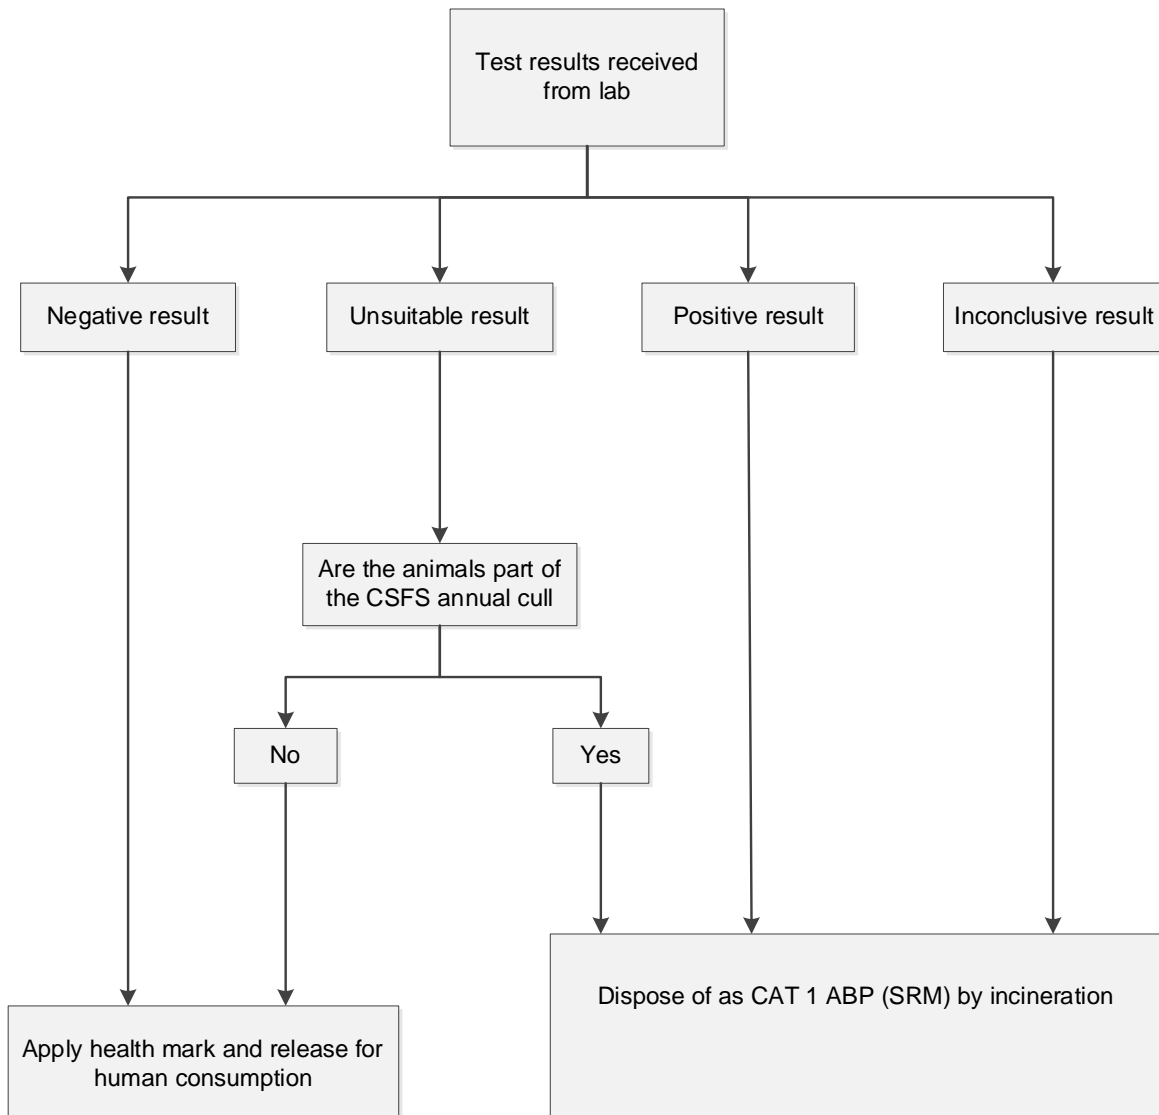 Test results received
from lab
Negative result
Unsuitable result
Positive result
Inconclusive result
Are the animals part of
the CSFS annual cull
No
Yes
Dispose of as CAT 1 ABP (SRM) by incineration
Apply health mark and release for
human consumption